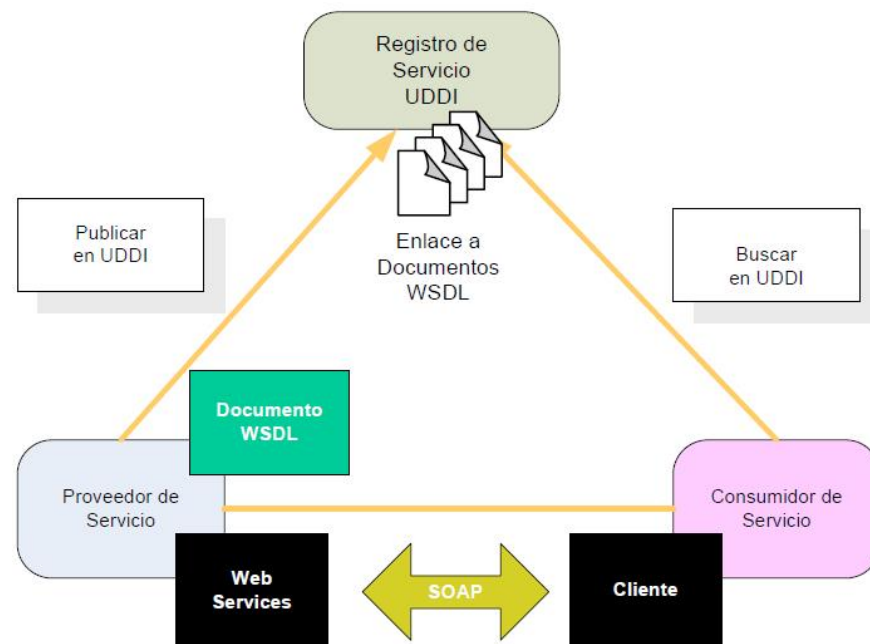 Registro de
Servicio
UDDI
Enlace a
Documentos
WSDL
Publicar
en UDDI
Buscar
en UDDI
Documento
WSDL
Proveedor de
Servicio
Consumidor de
Servicio
Web
Services
SOAP
Cliente